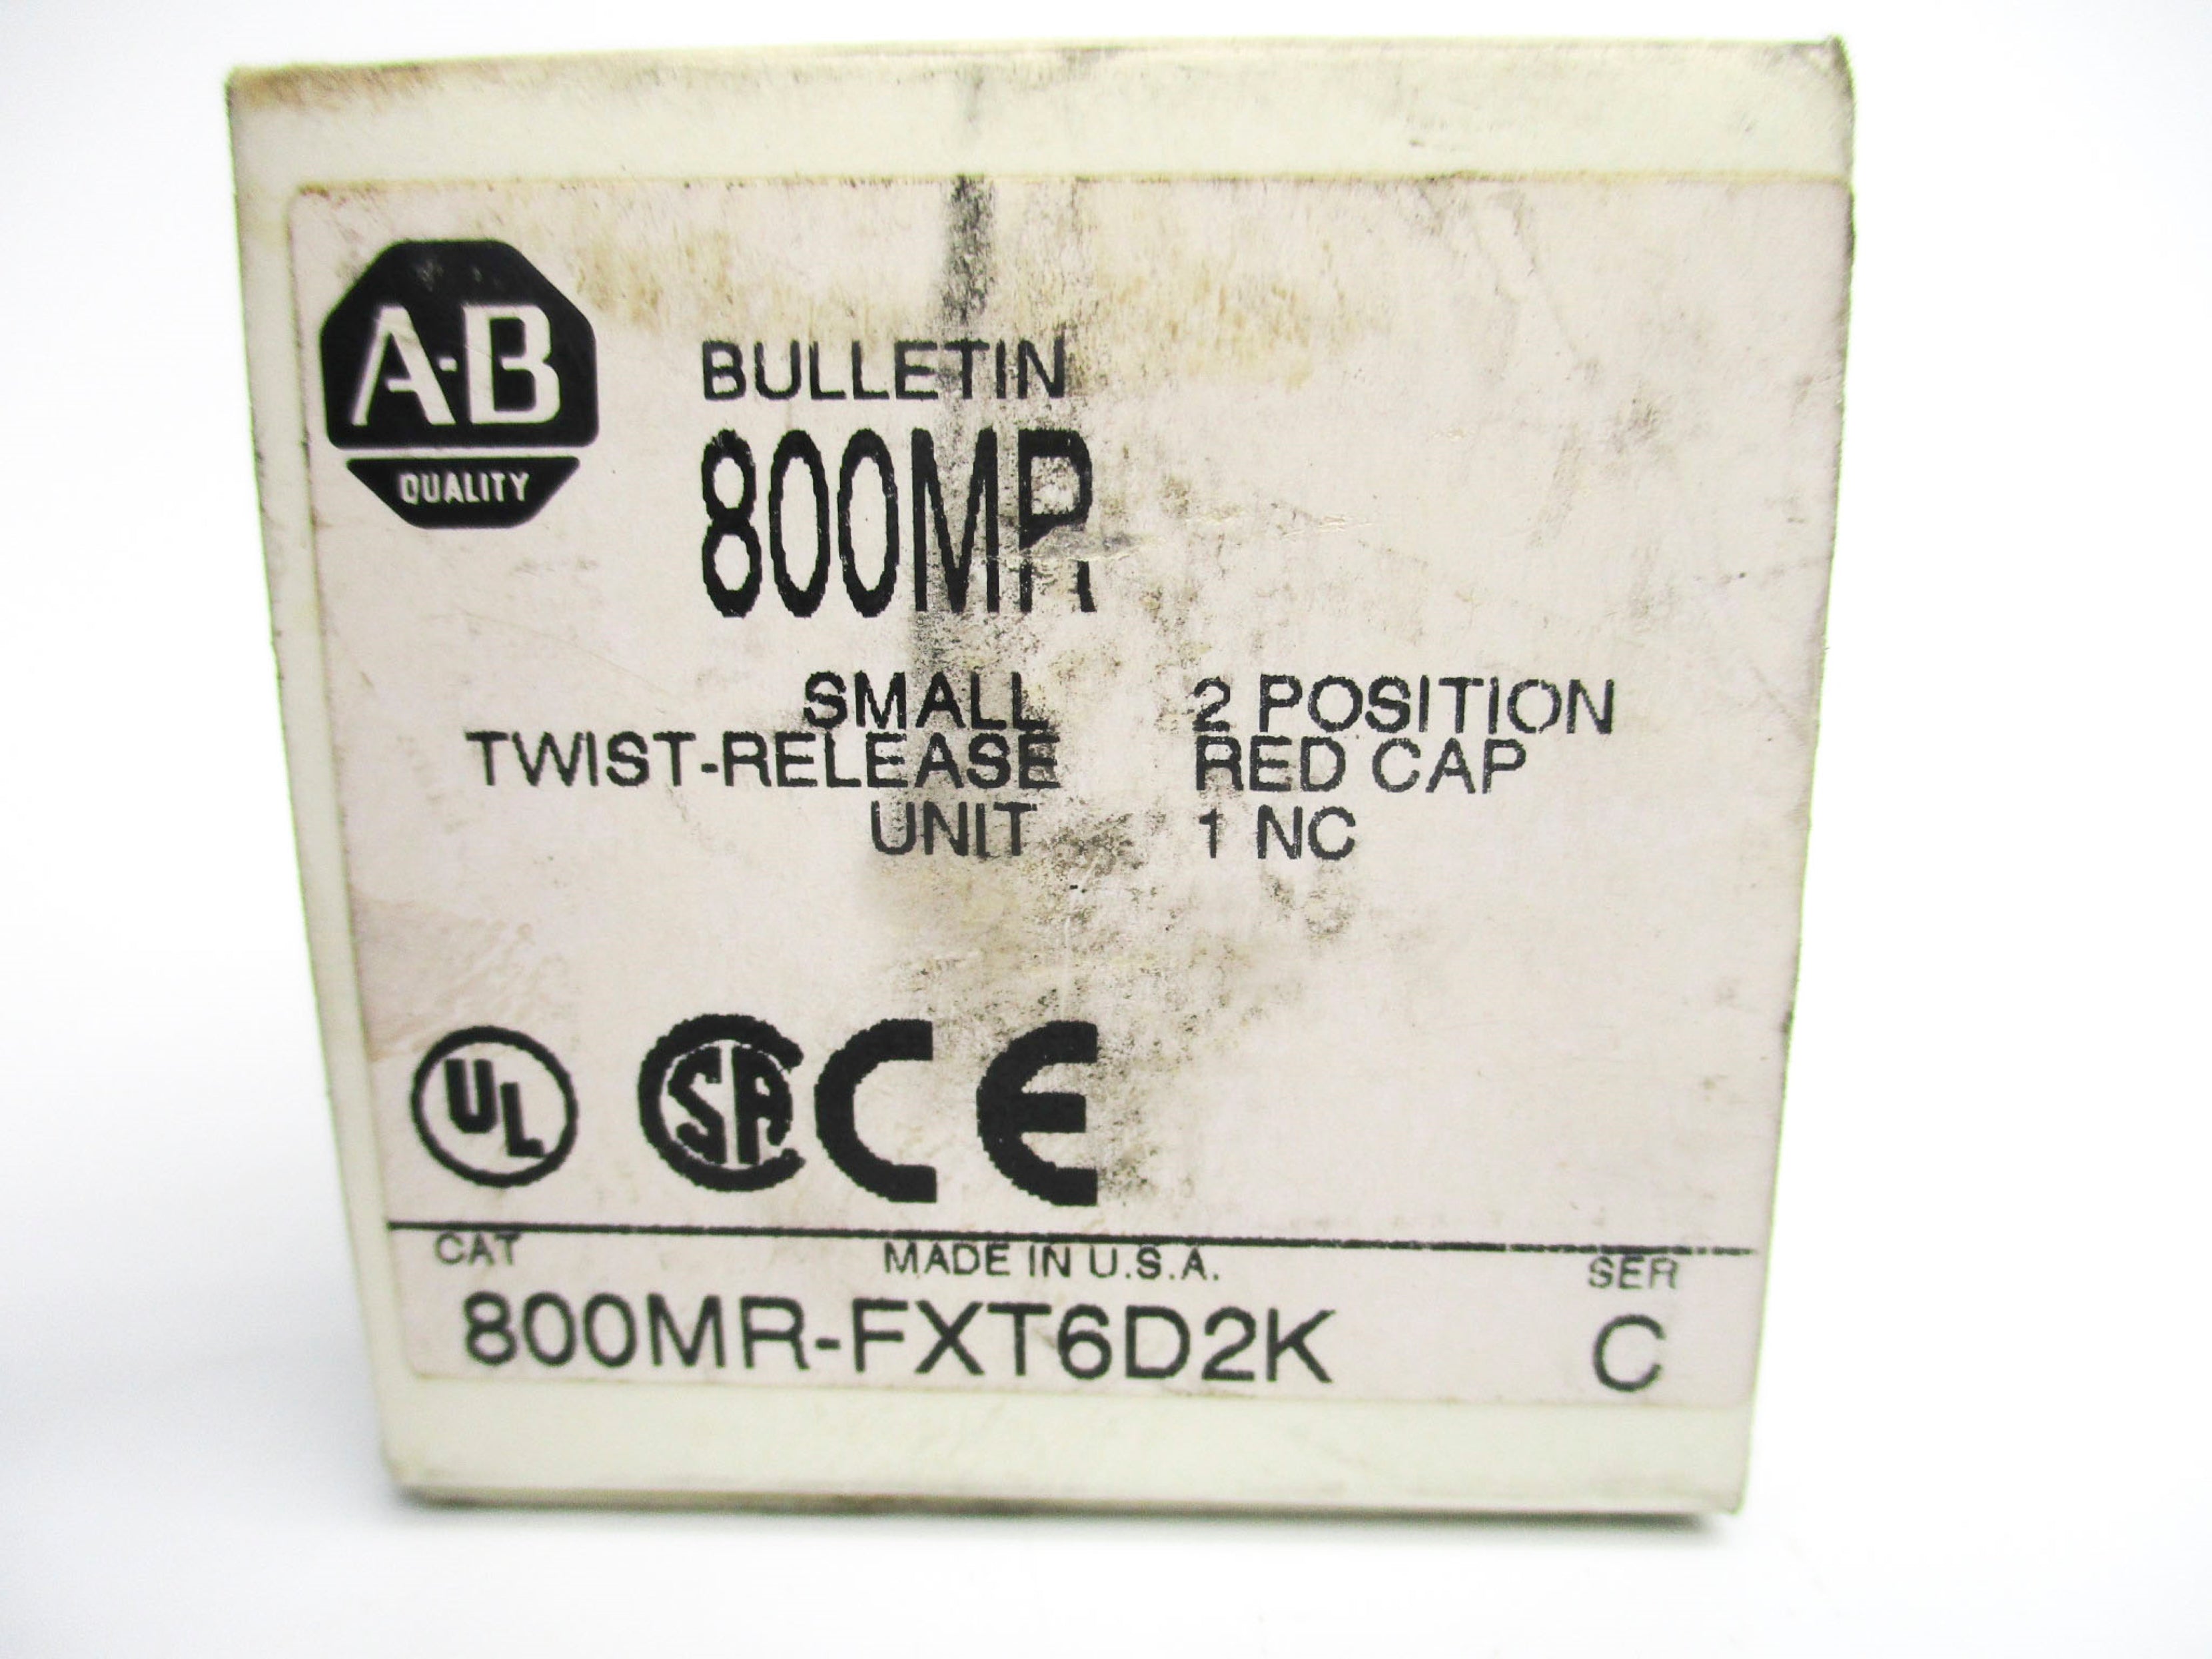 A-B
QUALITY
BULLETIN
800MR
SMALL 2 POSITION
TWIST-RELEASE RED CAP
UNIT 1 NC
UL SA CE
CAT MADE IN U.S.A. SER
800MR-FXT6D2K C